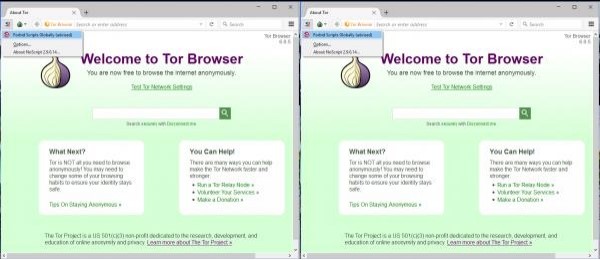 About Tor
Tor Browser
Search or enter address
Search
Forbid Scripts Globally (advised)
Options...
About NoScript 2.9.0.14...
Tor Browser
6.0.5
Welcome to Tor Browser
You are now free to browse the Internet anonymously.
Test Tor Network Settings
Search securely with Disconnect.me.
What Next?
Tor is NOT all you need to browse
anonymously! You may need to
change some of your browsing
habits to ensure your identity stays
safe.
Tips On Staying Anonymous »
You Can Help!
There are many ways you can help
make the Tor Network faster and
stronger:
Run a Tor Relay Node »
Volunteer Your Services »
Make a Donation »
The Tor Project is a US 501(c)(3) non-profit dedicated to the research, development, and
education of online anonymity and privacy. Learn more about The Tor Project »
About Tor
Tor Browser
Search or enter address
Search
Forbid Scripts Globally (advised)
Options...
About NoScript 2.9.0.14...
Tor Browser
6.0.5
Welcome to Tor Browser
You are now free to browse the Internet anonymously.
Test Tor Network Settings
Search securely with Disconnect.me.
What Next?
Tor is NOT all you need to browse
anonymously! You may need to
change some of your browsing
habits to ensure your identity stays
safe.
Tips On Staying Anonymous »
You Can Help!
There are many ways you can help
make the Tor Network faster and
stronger:
Run a Tor Relay Node »
Volunteer Your Services »
Make a Donation »
The Tor Project is a US 501(c)(3) non-profit dedicated to the research, development, and
education of online anonymity and privacy. Learn more about The Tor Project »